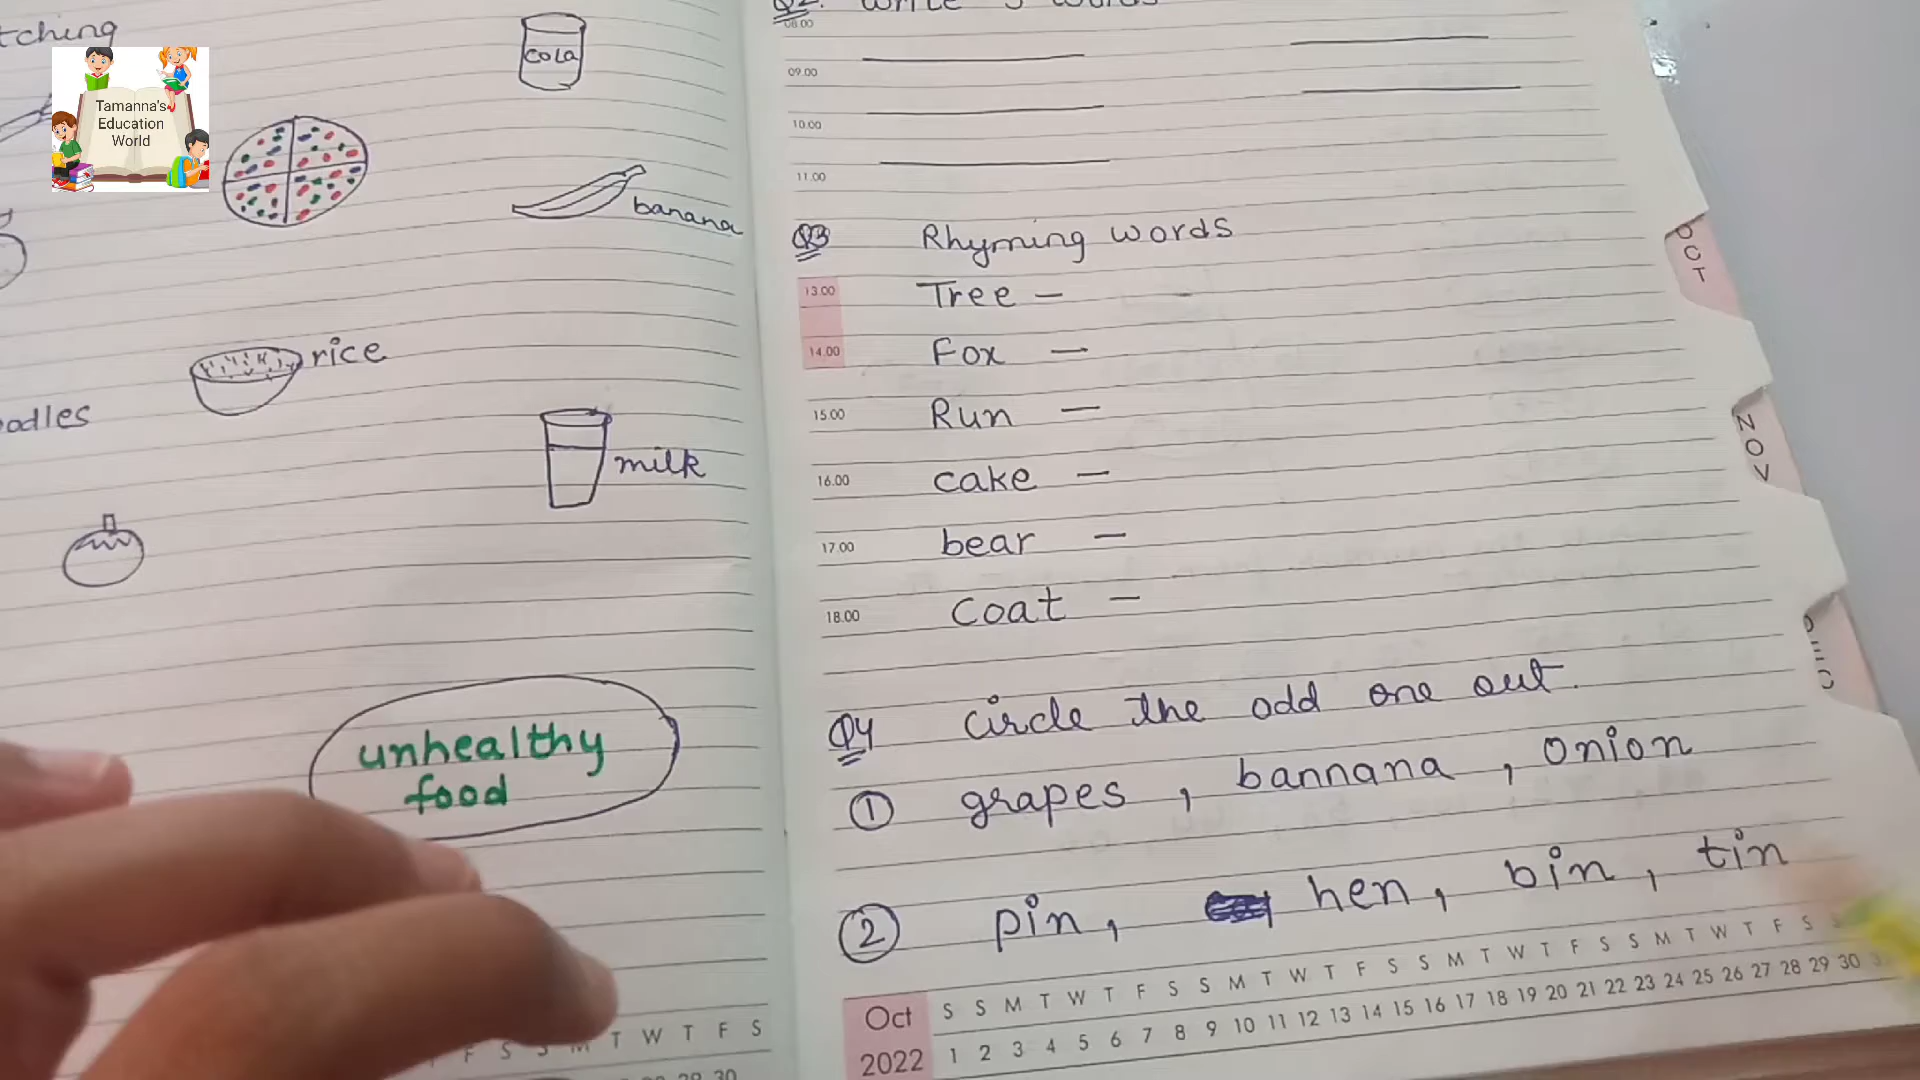 Tamanna's
Education
World
cola
banana
rice
milk
unhealthy
food
T W T F S
F S S M
08.00
09.00
10.00
11.00
Q3 Rhyming words
13.00 Tree –
14.00 Fox –
15.00 Run –
16.00 cake –
17.00 bear –
18.00 coat –
Q4 Circle the odd one out.
① grapes , bannana , onion
② pin, hen, bin, tin
Oct S S M T W T F S S M T W T F S S M T W T F S S M T W T F S
2022 1 2 3 4 5 6 7 8 9 10 11 12 13 14 15 16 17 18 19 20 21 22 23 24 25 26 27 28 29 30
OCT
NOV